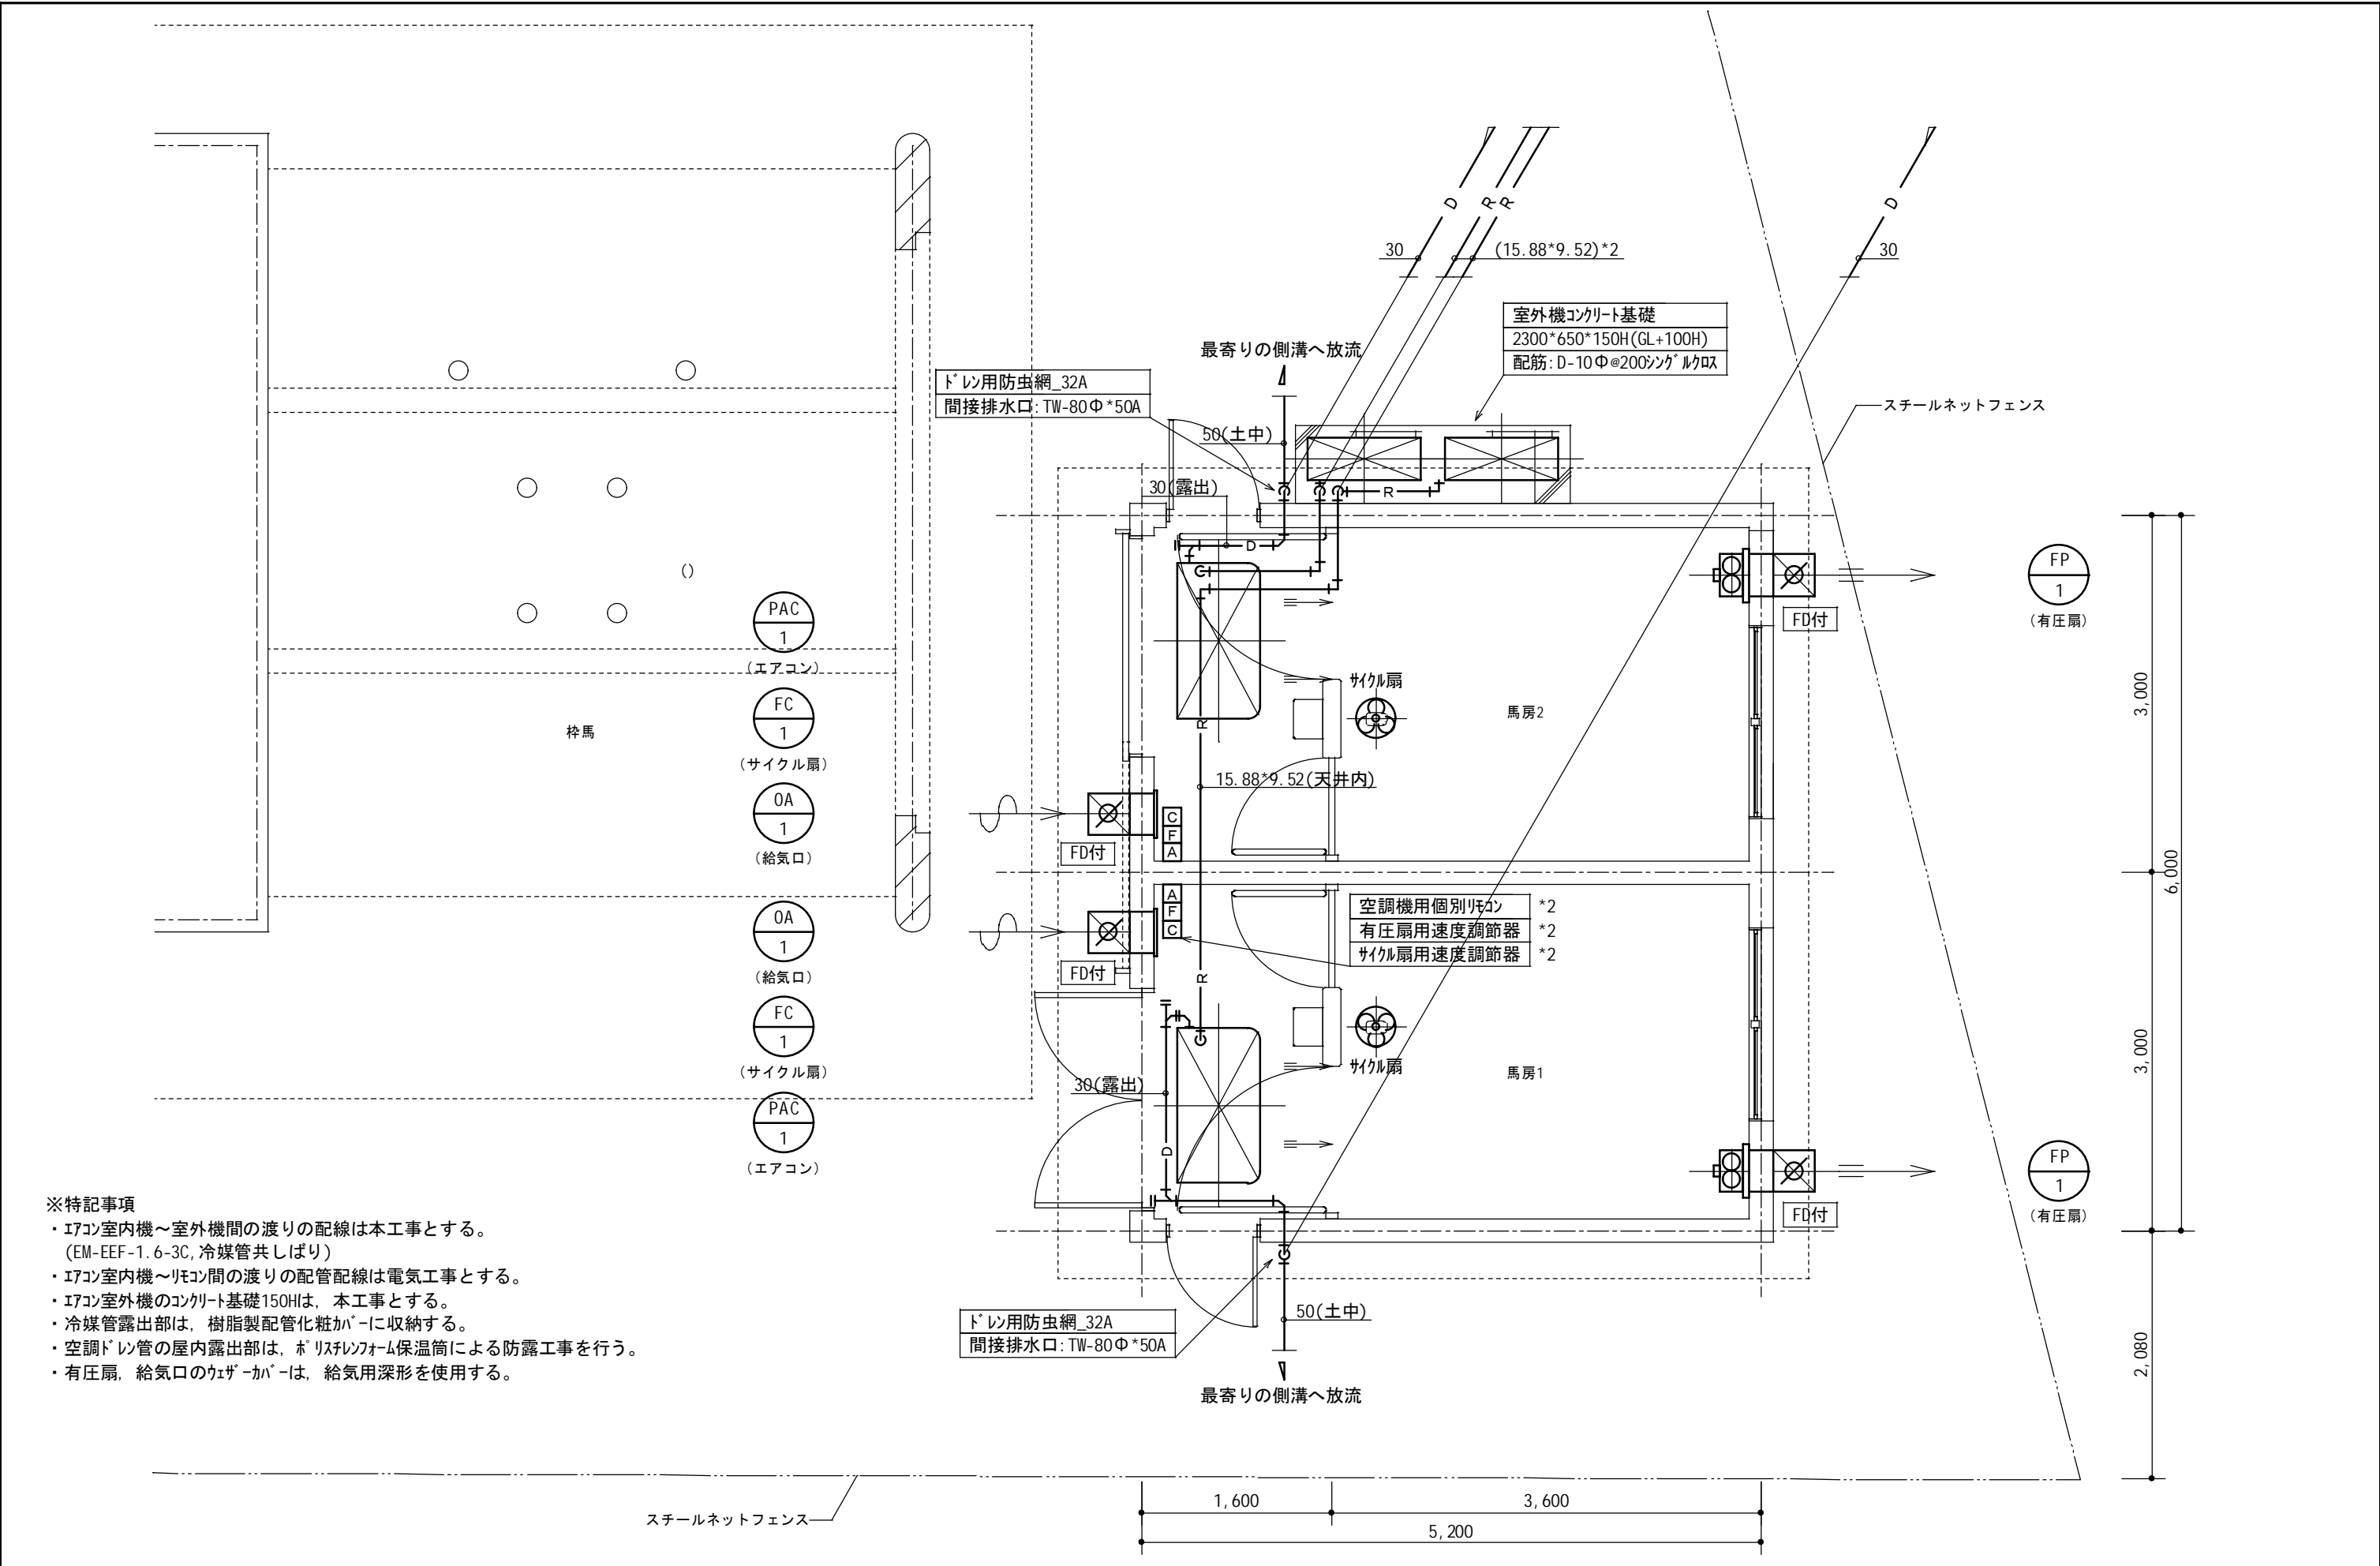 D
R
R
D
30
(15.88*9.52)*2
30
室外機コンクリート基礎
2300*650*150H(GL+100H)
配筋:D-10Φ@200シングルクロス
最寄りの側溝へ放流
ドレン用防虫網_32A
間接排水口:TW-80Φ*50A
スチールネットフェンス
50(土中)
30(露出)
R
D
()
PAC
1
(エアコン)
FP
1
(有圧扇)
FD付
サイクル扇
馬房2
FC
1
(サイクル扇)
枠馬
R
3,000
15.88*9.52(天井内)
OA
1
(給気口)
C
F
A
FD付
6,000
A
F
C
空調機用個別リモコン *2
有圧扇用速度調節器 *2
サイクル扇用速度調節器 *2
OA
1
(給気口)
FD付
R
FC
1
(サイクル扇)
サイクル扇
馬房1
3,000
30(露出)
PAC
1
(エアコン)
D
FP
1
(有圧扇)
FD付
※特記事項
・エアコン室内機～室外機間の渡りの配線は本工事とする。
(EM-EEF-1.6-3C,冷媒管共しばり)
・エアコン室内機～リモコン間の渡りの配管配線は電気工事とする。
・エアコン室外機のコンクリート基礎150Hは，本工事とする。
・冷媒管露出部は，樹脂製配管化粧カバーに収納する。
・空調ドレン管の屋内露出部は，ポリスチレンフォーム保温筒による防露工事を行う。
・有圧扇，給気口のウェザーカバーは，給気用深形を使用する。
ドレン用防虫網_32A
間接排水口:TW-80Φ*50A
50(土中)
最寄りの側溝へ放流
2,080
スチールネットフェンス
1,600
3,600
5,200